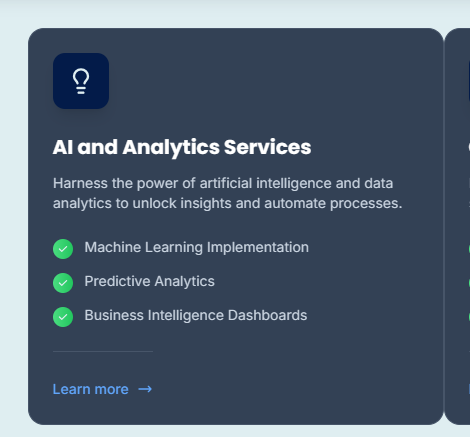 AI and Analytics Services
Harness the power of artificial intelligence and data
analytics to unlock insights and automate processes.
Machine Learning Implementation
Predictive Analytics
Business Intelligence Dashboards
Learn more →